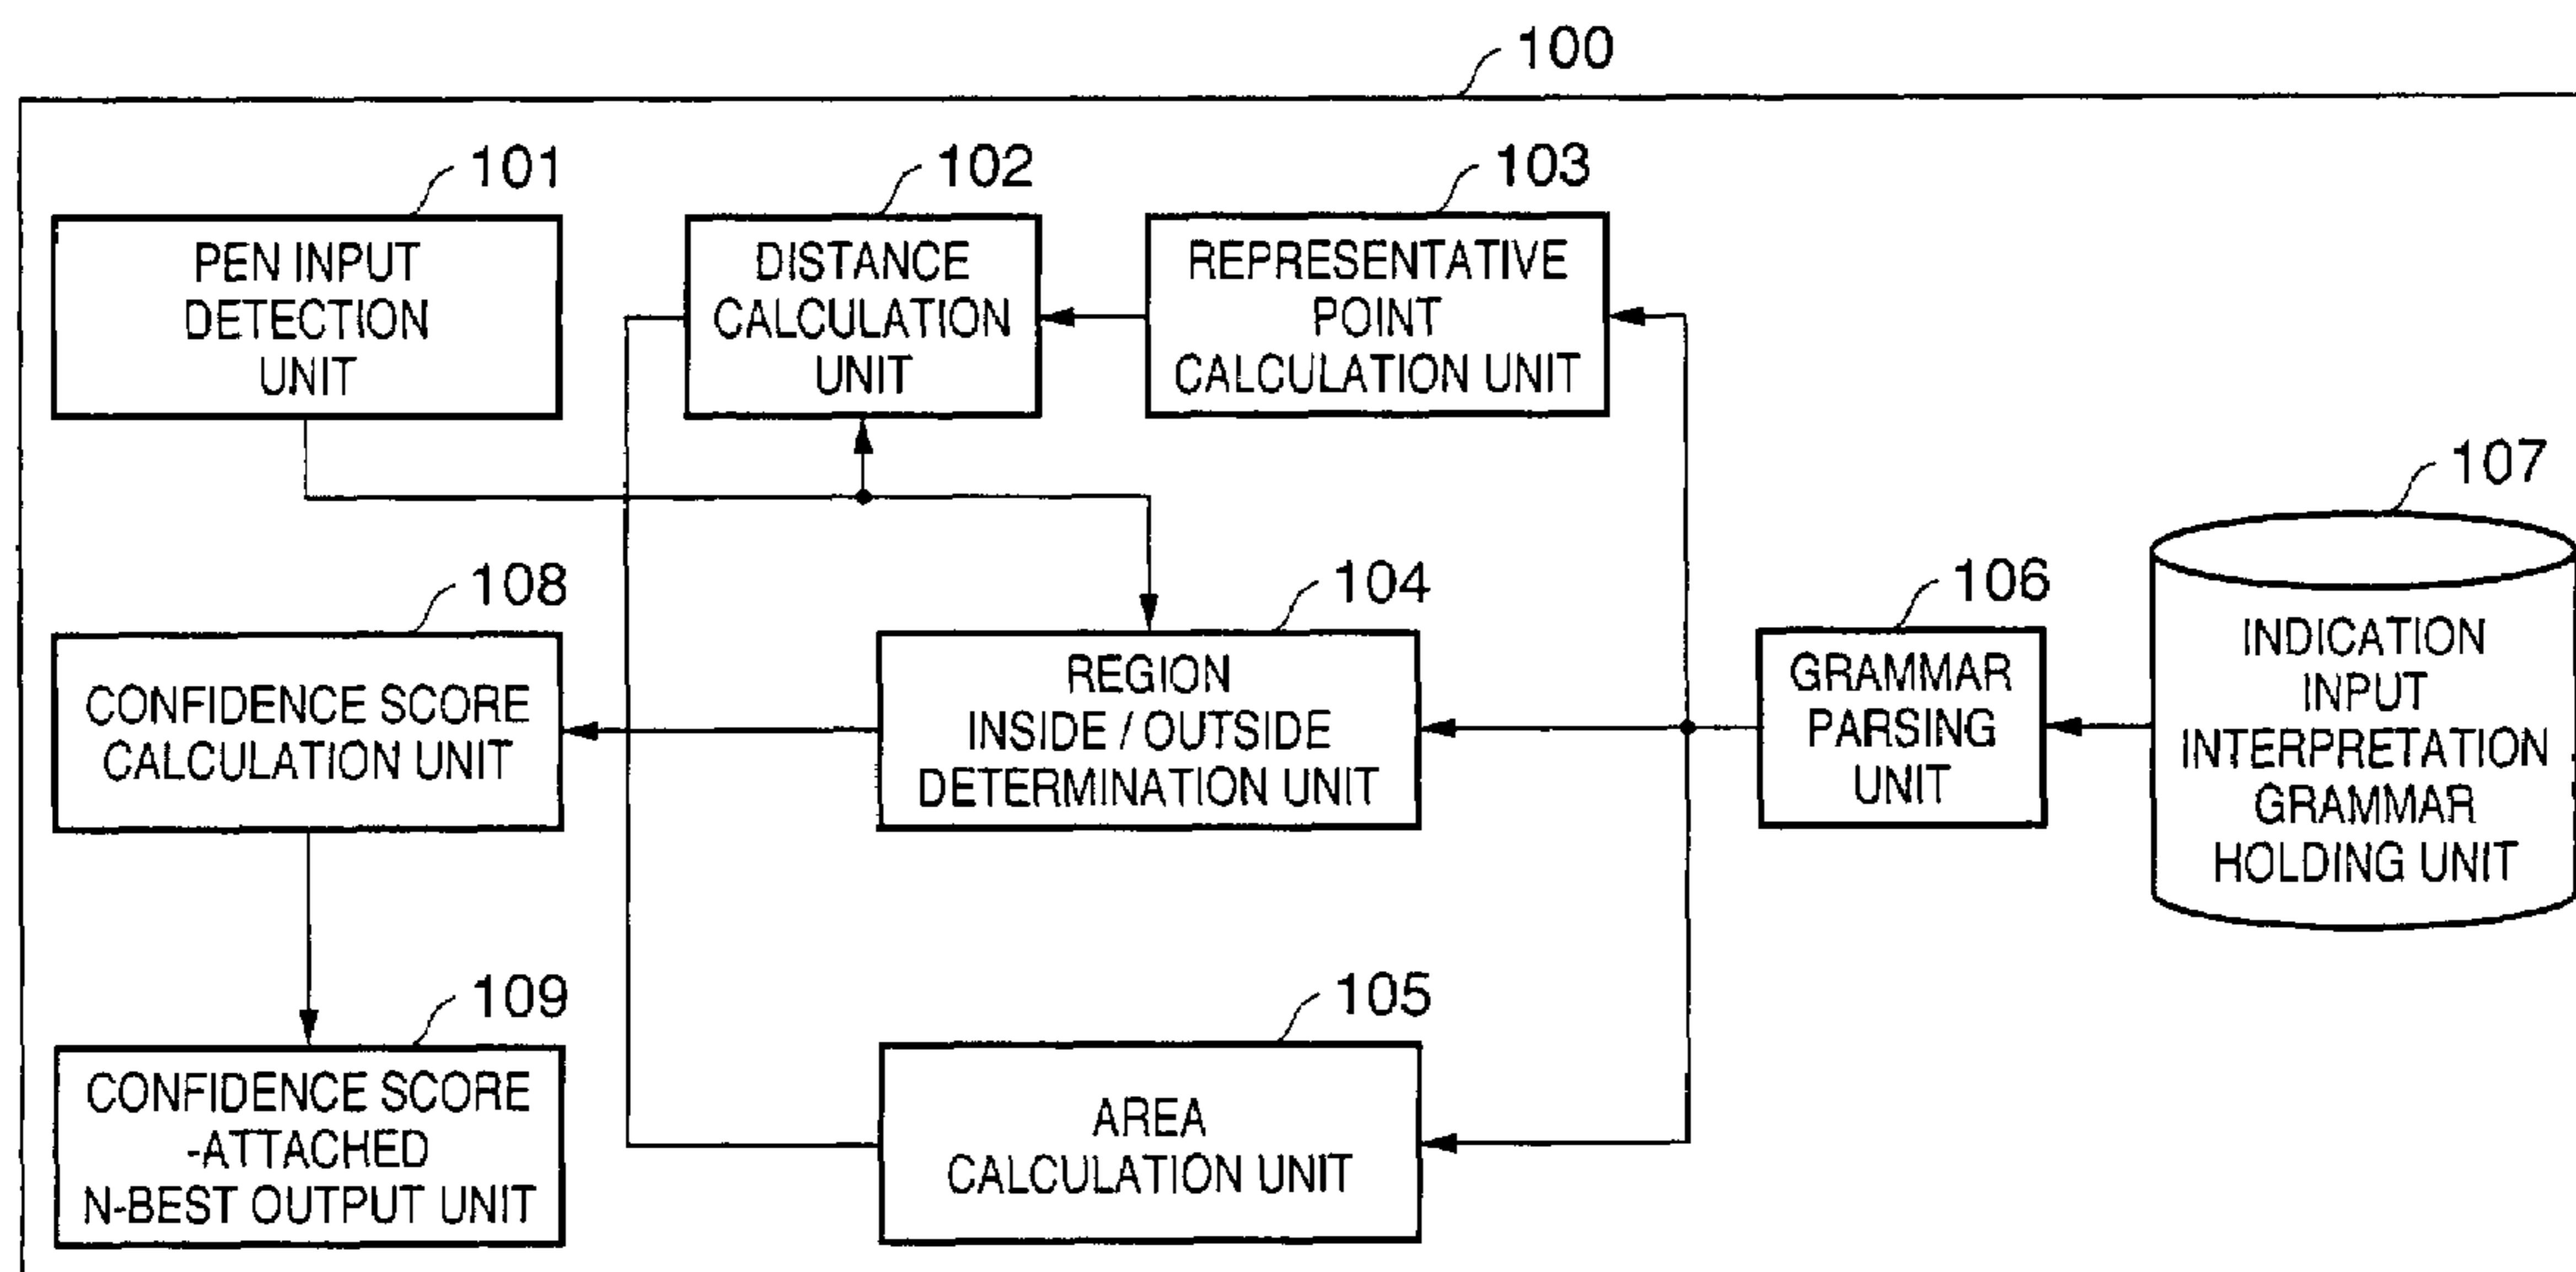 100
101
PEN INPUT
DETECTION
UNIT
102
DISTANCE
CALCULATION
UNIT
103
REPRESENTATIVE
POINT
CALCULATION UNIT
104
REGION
INSIDE / OUTSIDE
DETERMINATION UNIT
105
AREA
CALCULATION UNIT
106
GRAMMAR
PARSING
UNIT
107
INDICATION
INPUT
INTERPRETATION
GRAMMAR
HOLDING UNIT
108
CONFIDENCE SCORE
CALCULATION UNIT
109
CONFIDENCE SCORE
-ATTACHED
N-BEST OUTPUT UNIT